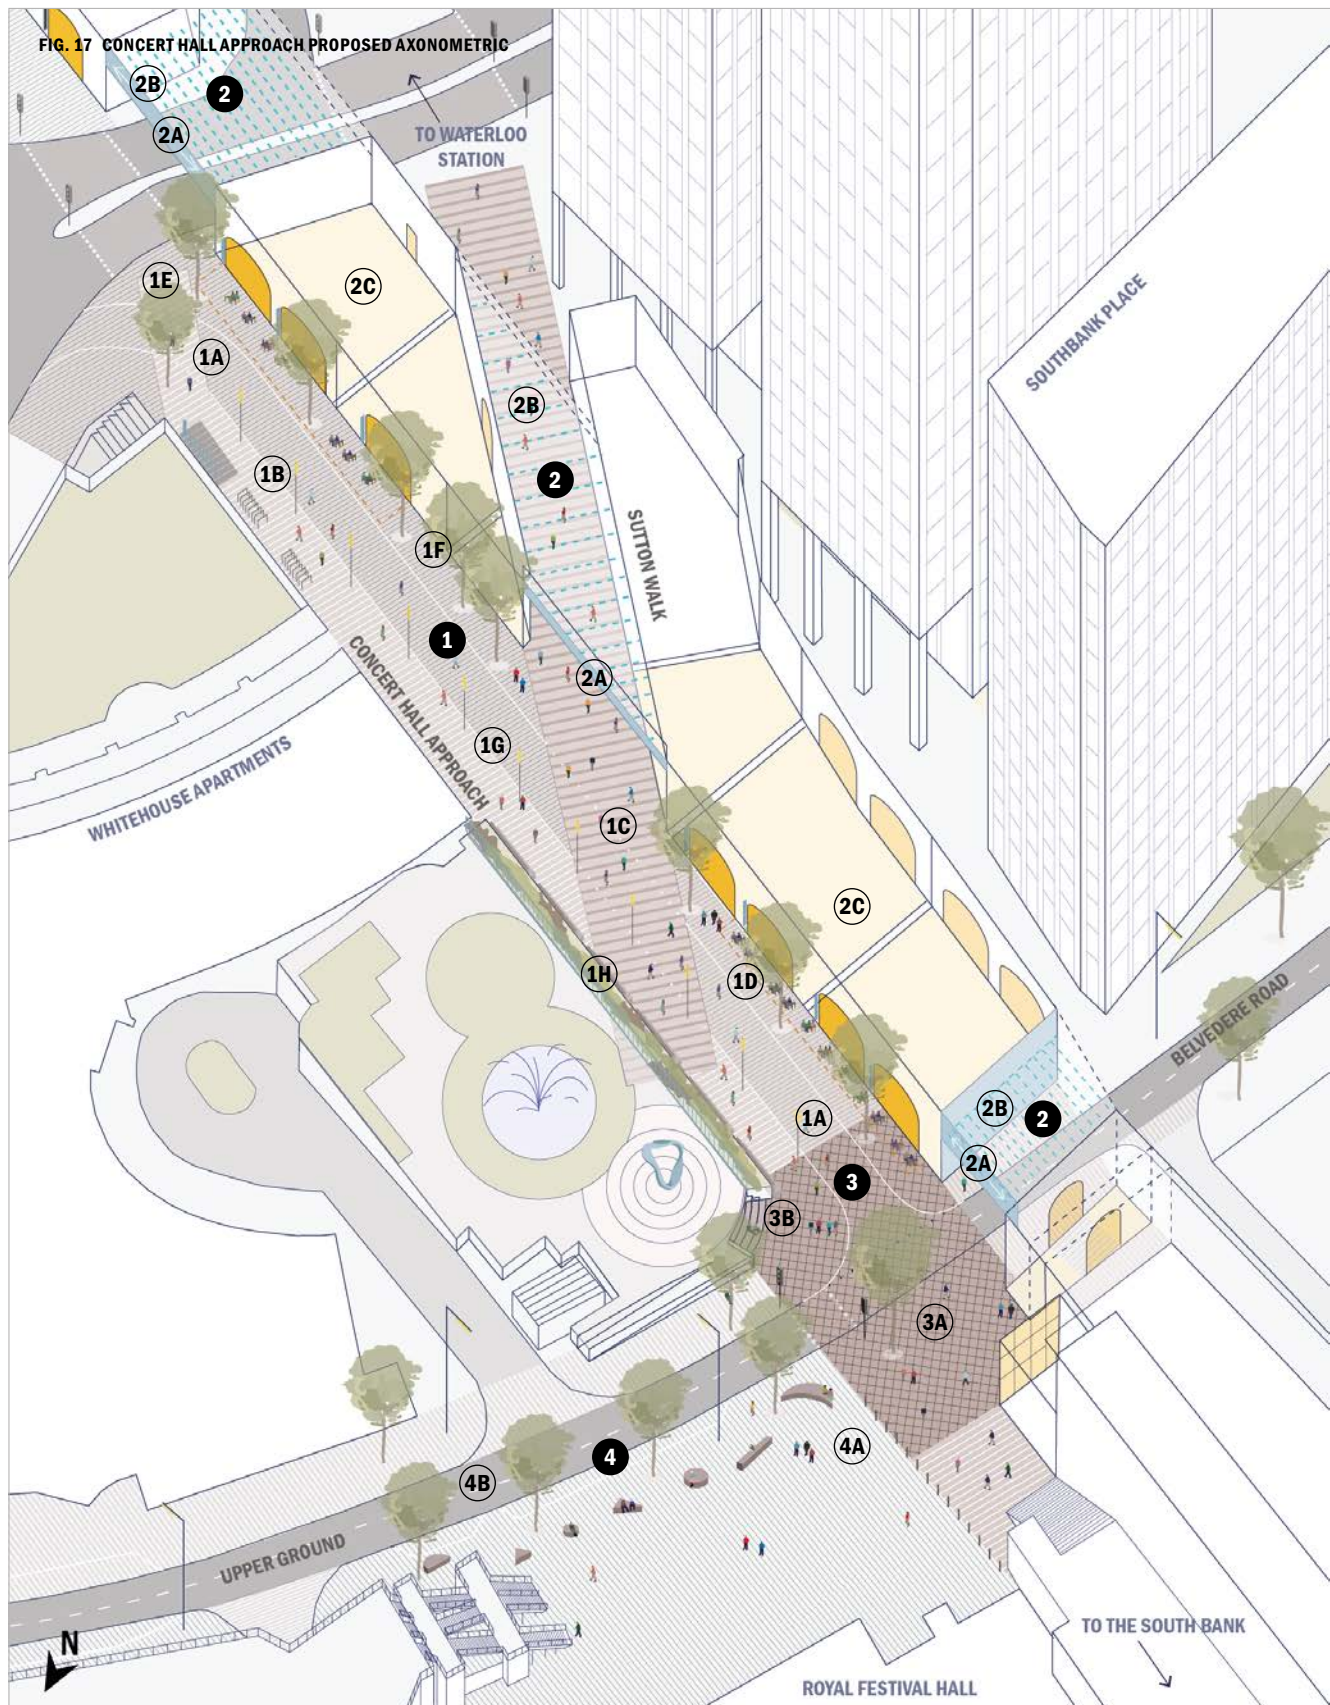 FIG. 17 CONCERT HALL APPROACH PROPOSED AXONOMETRIC
2B
2
2A
TO WATERLOO
STATION
1E
2C
1A
SOUTHBANK PLACE
2B
1B
2
1F
SUTTON WALK
1
CONCERT HALL APPROACH
2A
1G
WHITEHOUSE APARTMENTS
1C
2C
1H
1D
BELVEDERE ROAD
2B
2
1A
2A
3
3B
3A
4A
4
4B
UPPER GROUND
N
TO THE SOUTH BANK
ROYAL FESTIVAL HALL